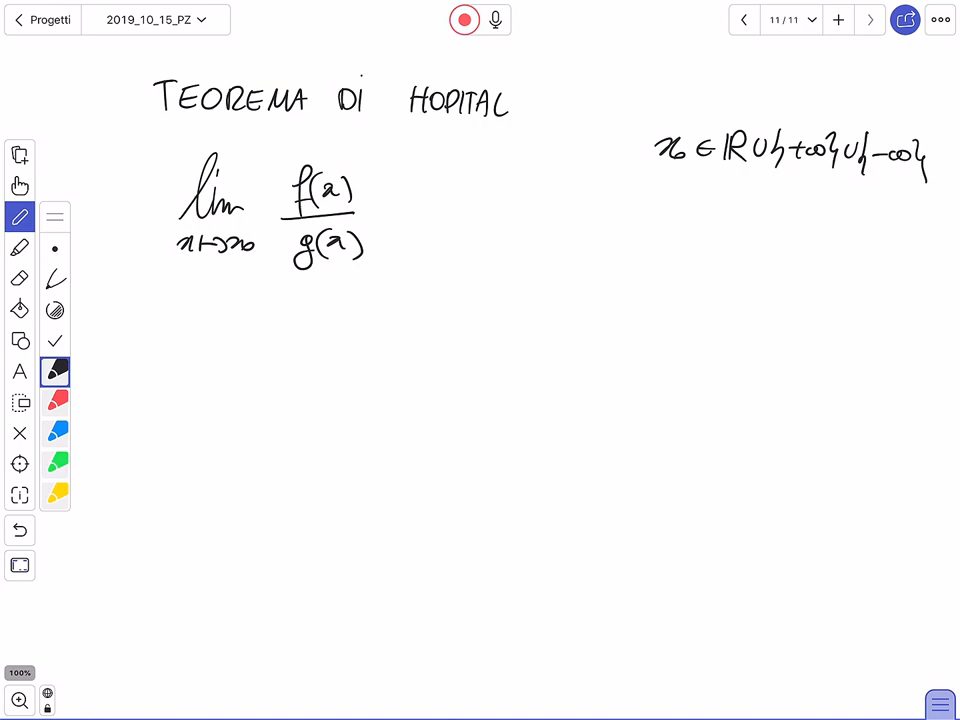 Progetti
2019_10_15_PZ
11/11
TEOREMA DI HOPITAL
x₀ ∈ ℝ ∪ {+∞} ∪ {-∞}
lim f(x)
x→x₀ g(x)
A
100%